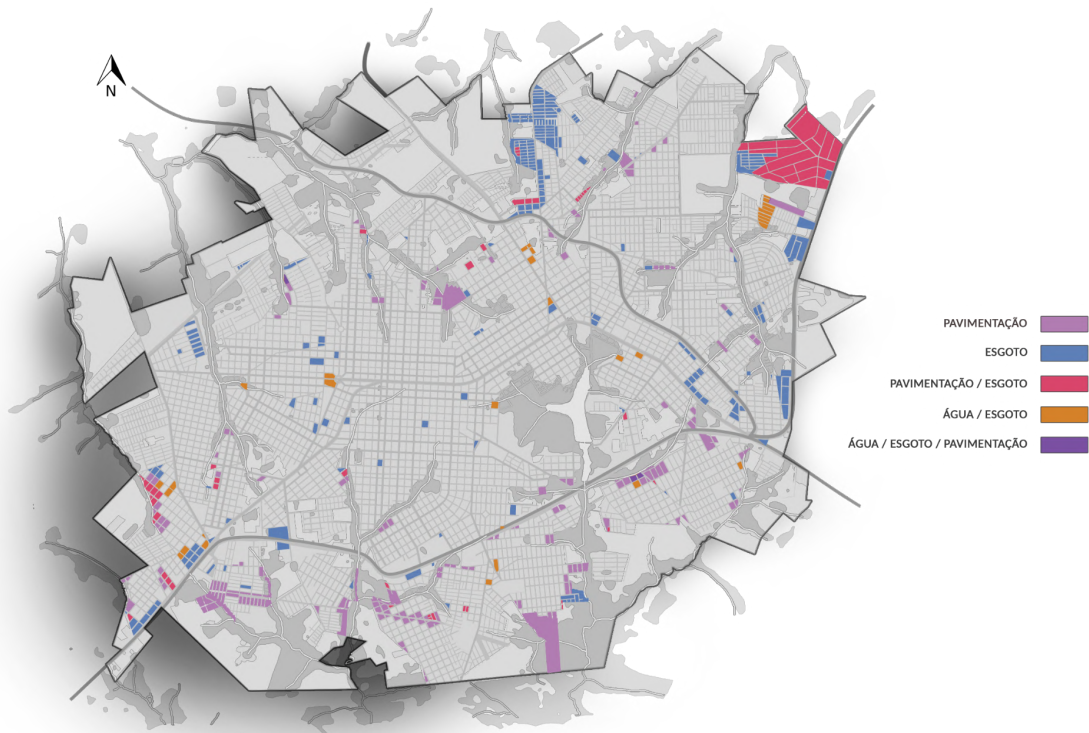 N
PAVIMENTAÇÃO
ESGOTO
PAVIMENTAÇÃO / ESGOTO
ÁGUA / ESGOTO
ÁGUA / ESGOTO / PAVIMENTAÇÃO